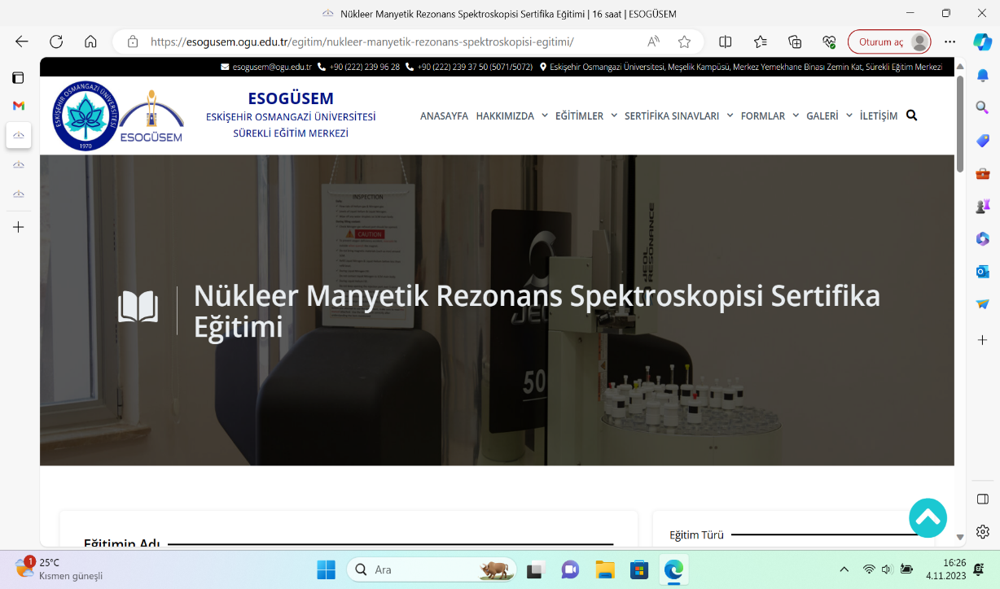 Nükleer Manyetik Rezonans Spektroskopisi Sertifika Eğitimi | 16 saat | ESOGÜSEM
https://esogusem.ogu.edu.tr/egitim/nukleer-manyetik-rezonans-spektroskopisi-egitimi/
Oturum aç
esogusem@ogu.edu.tr +90 (222) 239 96 28 +90 (222) 239 37 50 (5071/5072) Eskişehir Osmangazi Üniversitesi, Meşelik Kampüsü, Merkez Yemekhane Binası Zemin Kat, Sürekli Eğitim Merkezi
ESKİŞEHİR OSMANGAZİ ÜNİVERSİTESİ
1970
ESOGÜSEM
ESOGÜSEM
ESKİŞEHİR OSMANGAZİ ÜNİVERSİTESİ
SÜREKLİ EĞİTİM MERKEZİ
ANASAYFA HAKKIMIZDA EĞİTİMLER SERTİFİKA SINAVLARI FORMLAR GALERİ İLETİŞİM
INSPECTION
CAUTION
JEOL
RESONANCE
JEOL
50
Nükleer Manyetik Rezonans Spektroskopisi Sertifika
Eğitimi
Eğitimin Adı
Eğitim Türü
1
25°C
Kısmen güneşli
Ara
16:26
4.11.2023